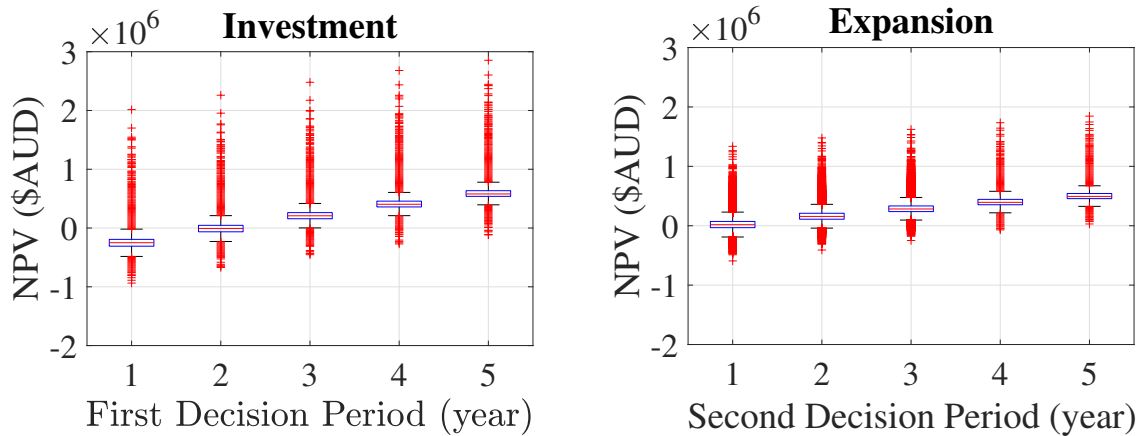 ×10^6
Investment
3
2
1
0
-1
-2
NPV ($AUD)
1 2 3 4 5
First Decision Period (year)
×10^6
Expansion
3
2
1
0
-1
-2
NPV ($AUD)
1 2 3 4 5
Second Decision Period (year)